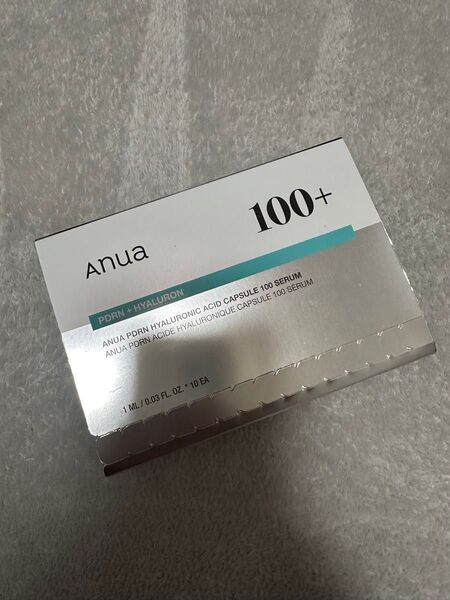 Anua
100+
PDRN + HYALURON
ANUA PDRN HYALURONIC ACID CAPSULE 100 SERUM
ANUA PDRN ACIDE HYALURONIQUE CAPSULE 100 SÉRUM
1 ML / 0.03 FL. OZ. * 10 EA